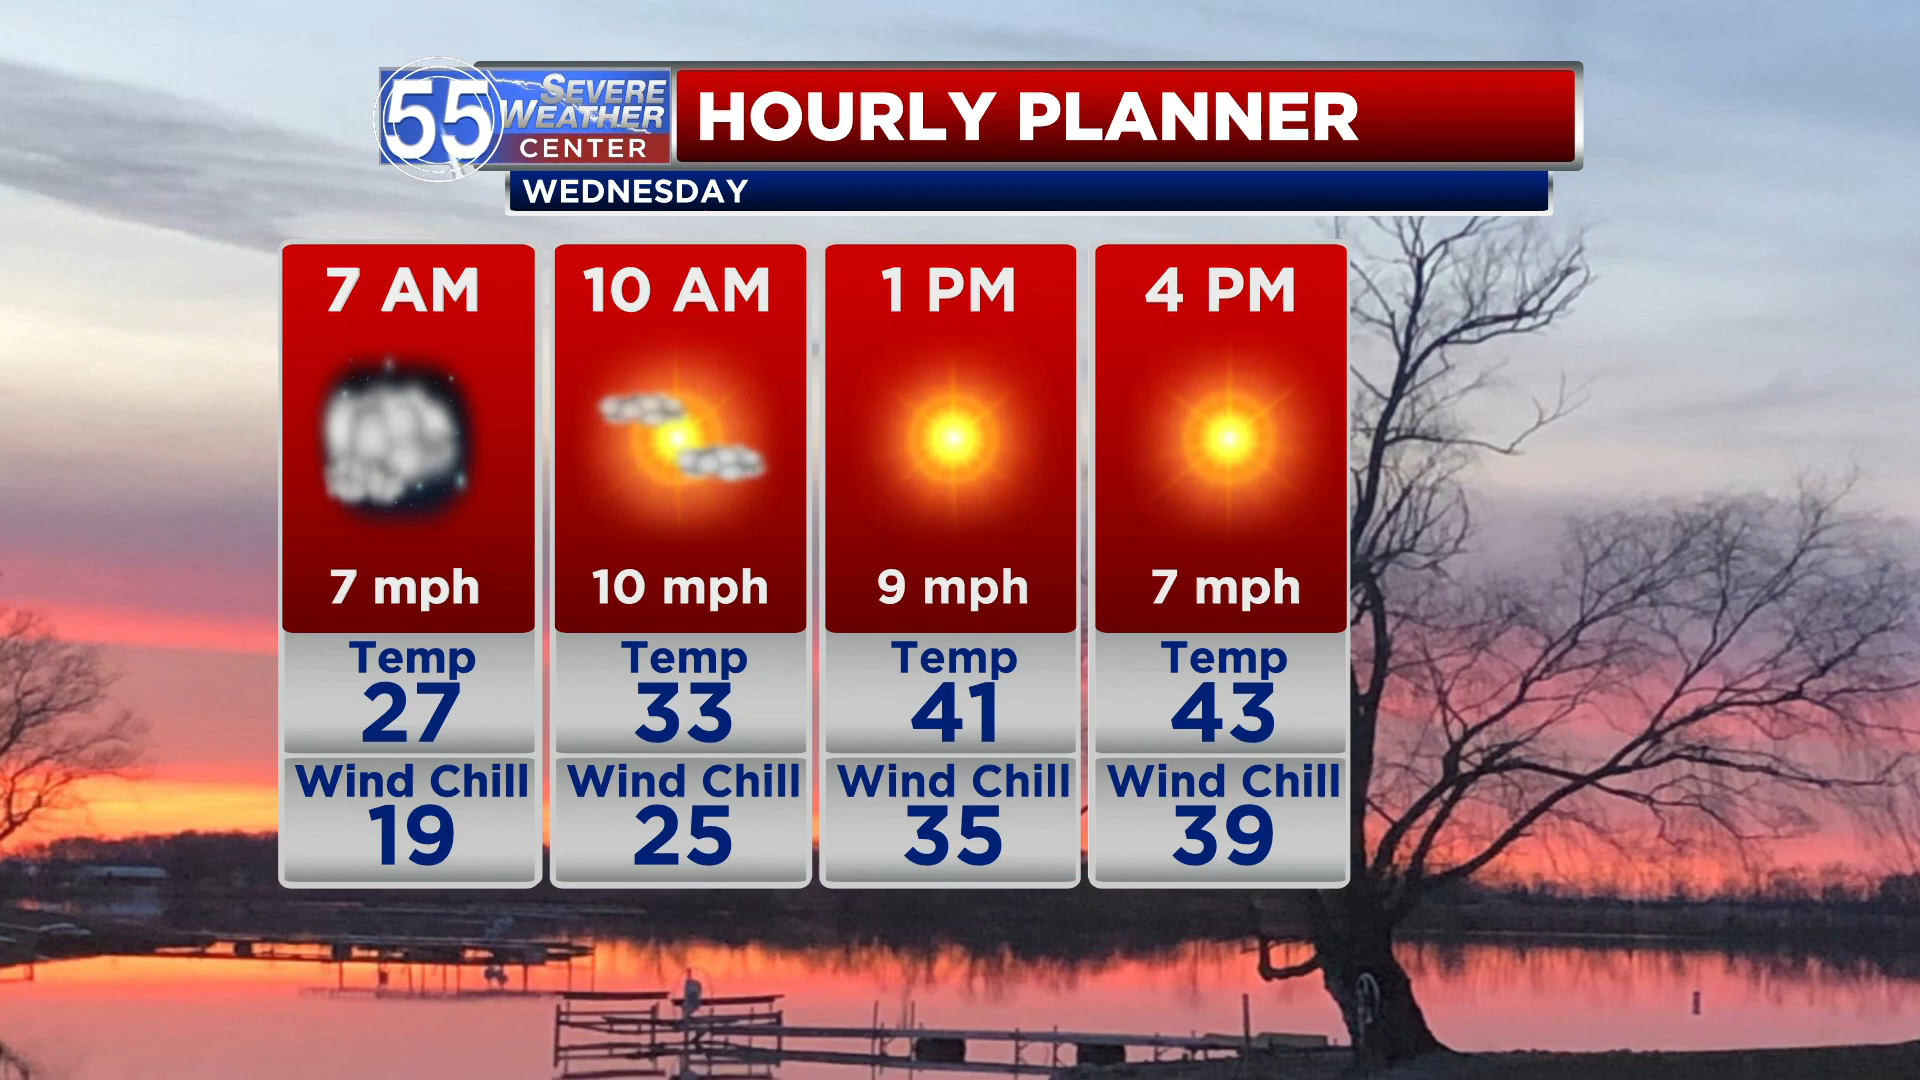 55 SEVERE WEATHER CENTER
HOURLY PLANNER
WEDNESDAY
7 AM
7 mph
Temp
27
Wind Chill
19
10 AM
10 mph
Temp
33
Wind Chill
25
1 PM
9 mph
Temp
41
Wind Chill
35
4 PM
7 mph
Temp
43
Wind Chill
39